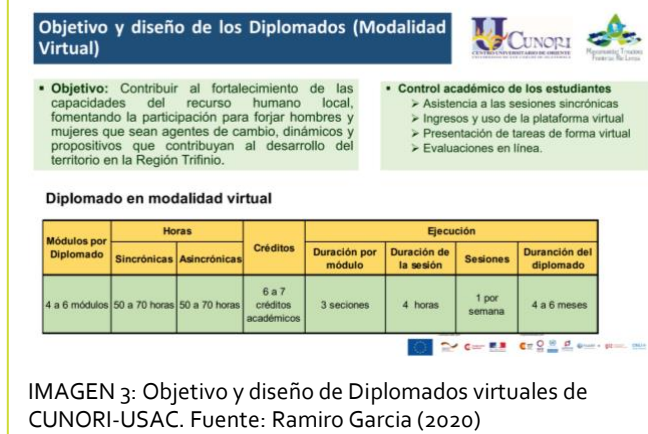 Objetivo y diseño de los Diplomados (Modalidad
Virtual)
CUNORI
CENTRO UNIVERSITARIO DE ORIENTE
▪ Objetivo: Contribuir al fortalecimiento de las
capacidades del recurso humano local,
fomentando la participación para forjar hombres y
mujeres que sean agentes de cambio, dinámicos y
propositivos que contribuyan al desarrollo del
territorio en la Región Trifinio.
▪ Control académico de los estudiantes
➢ Asistencia a las sesiones sincrónicas
➢ Ingresos y uso de la plataforma virtual
➢ Presentación de tareas de forma virtual
➢ Evaluaciones en línea.
Diplomado en modalidad virtual
Módulos por
Diplomado
Horas
Sincrónicas Asincrónicas
Créditos
Ejecución
Duración por
módulo
Duración de
la sesión
Sesiones
Duranción del
diplomado
4 a 6 módulos 50 a 70 horas 50 a 70 horas
6 a 7
créditos
académicos
3 seciones
4 horas
1 por
semana
4 a 6 meses
IMAGEN 3: Objetivo y diseño de Diplomados virtuales de
CUNORI-USAC. Fuente: Ramiro Garcia (2020)